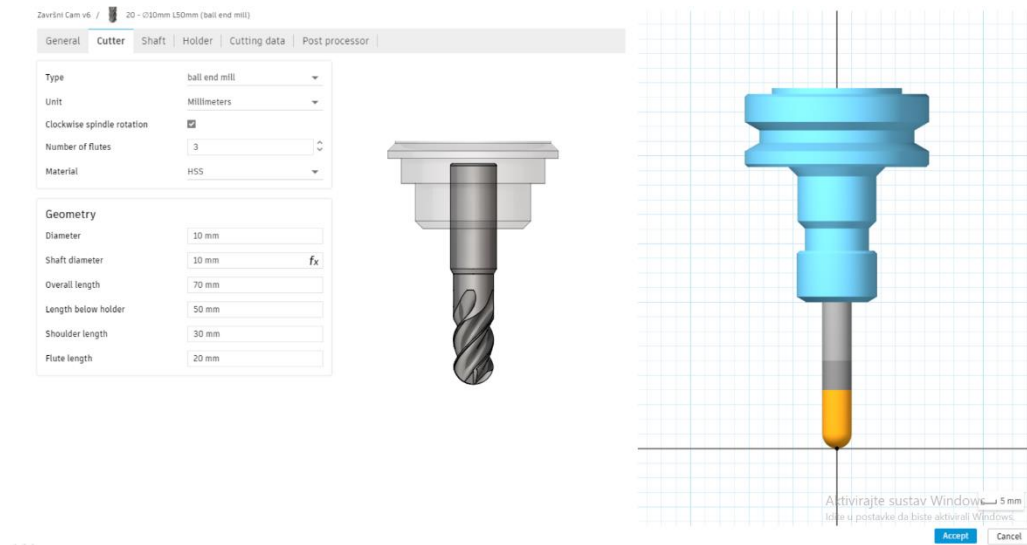 Završni Cam v6 / 20 - Ø10mm L50mm (ball end mill)
General Cutter Shaft Holder Cutting data Post processor
Type ball end mill
Unit Millimeters
Clockwise spindle rotation
Number of flutes 3
Material HSS
Geometry
Diameter 10 mm
Shaft diameter 10 mm fx
Overall length 70 mm
Length below holder 50 mm
Shoulder length 30 mm
Flute length 20 mm
Aktivirajte sustav Windows 5 mm
Idite u postavke da biste aktivirali Windows.
Accept Cancel